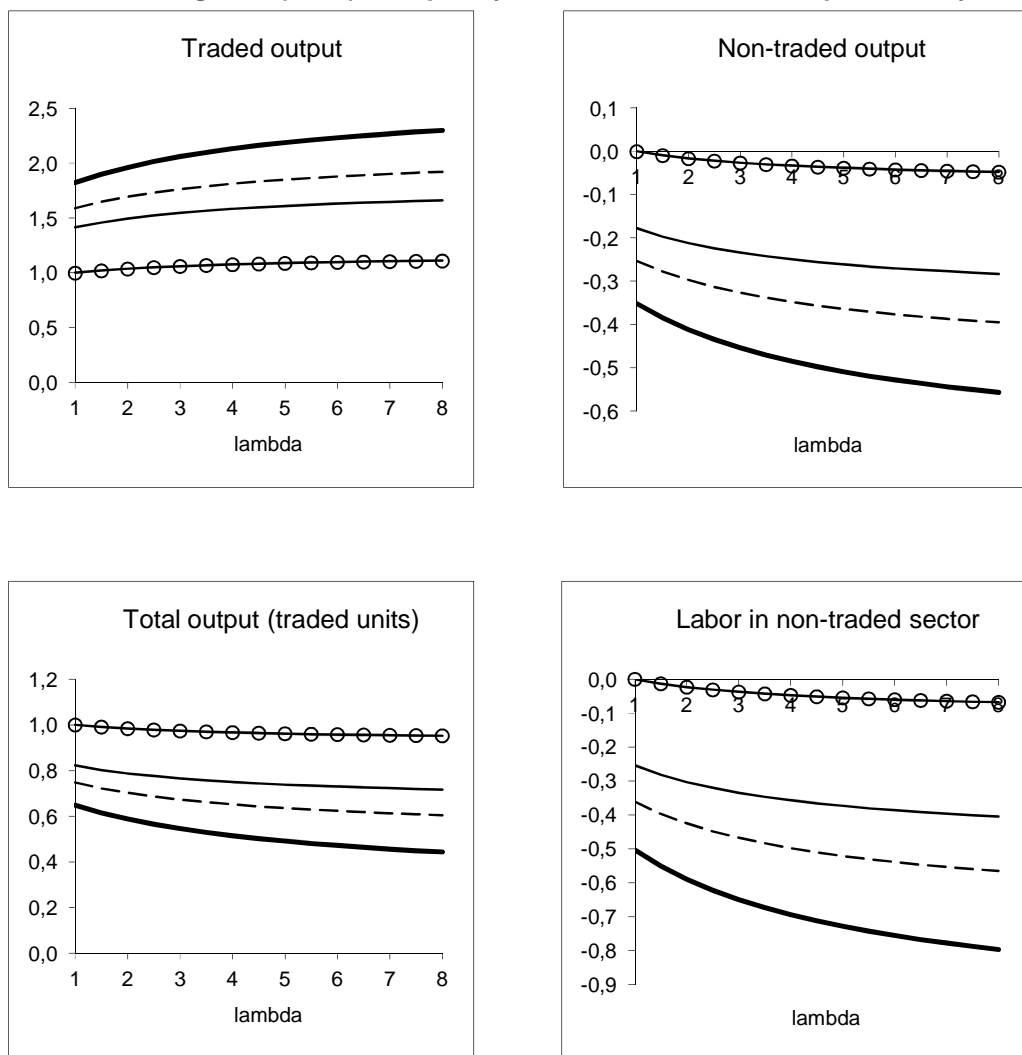 Traded output
2,5
2,0
1,5
1,0
0,5
0,0
1 2 3 4 5 6 7 8
lambda
Non-traded output
0,1
0,0
-0,1
-0,2
-0,3
-0,4
-0,5
-0,6
1 2 3 4 5 6 7 8
lambda
Total output (traded units)
1,2
1,0
0,8
0,6
0,4
0,2
0,0
1 2 3 4 5 6 7 8
lambda
Labor in non-traded sector
0,0
-0,1
-0,2
-0,3
-0,4
-0,5
-0,6
-0,7
-0,8
-0,9
1 2 3 4 5 6 7 8
lambda